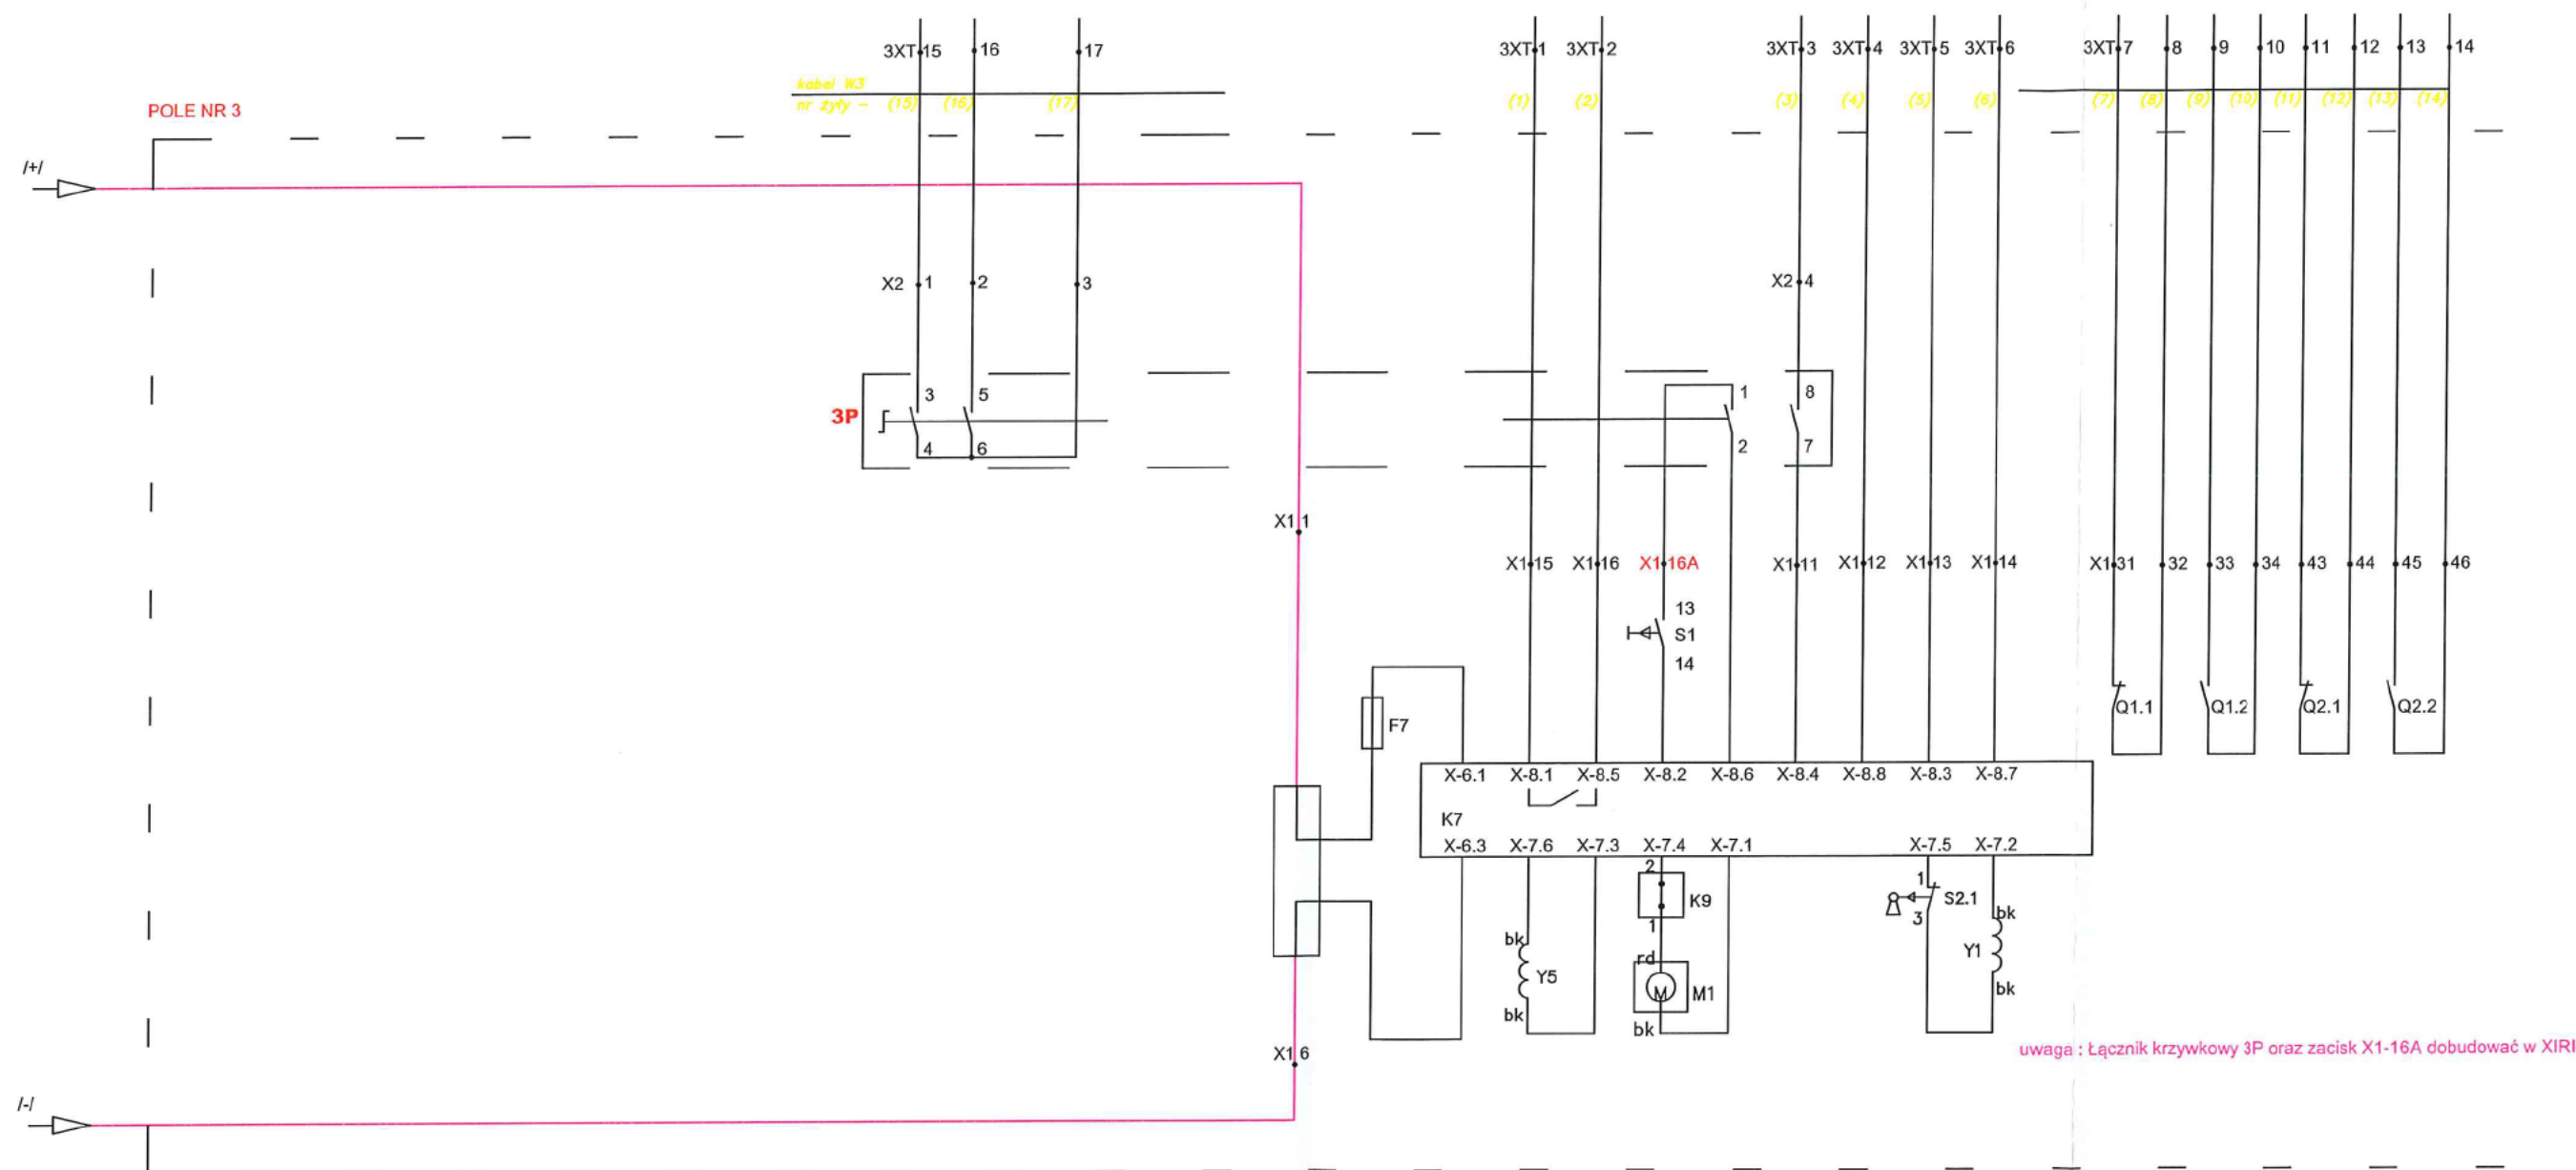 3XT 15 16 17 3XT 1 3XT 2 3XT 3 3XT 4 3XT 5 3XT 6 3XT 7 8 9 10 11 12 13 14
kabel W3
nr żyły - (15) (16) (17) (1) (2) (3) (4) (5) (6) (7) (8) (9) (10) (11) (12) (13) (14)
POLE NR 3
/+/
X2 1 2 3 X2 4
3 5 1 8
3P
4 6 2 7
X1 1
X1 15 X1 16 X1 16A X1 11 X1 12 X1 13 X1 14 X1 31 32 33 34 43 44 45 46
13
S1
14
F7
Q1.1 Q1.2 Q2.1 Q2.2
X-6.1 X-8.1 X-8.5 X-8.2 X-8.6 X-8.4 X-8.8 X-8.3 X-8.7
K7
X-6.3 X-7.6 X-7.3 X-7.4 X-7.1 X-7.5 X-7.2
2 1
K9 S2.1
1 3 bk
bk rd Y1
Y5 M M1 bk
bk bk
X1 6
uwaga : Łącznik krzywkowy 3P oraz zacisk X1-16A dobudować w XIRI
/-/